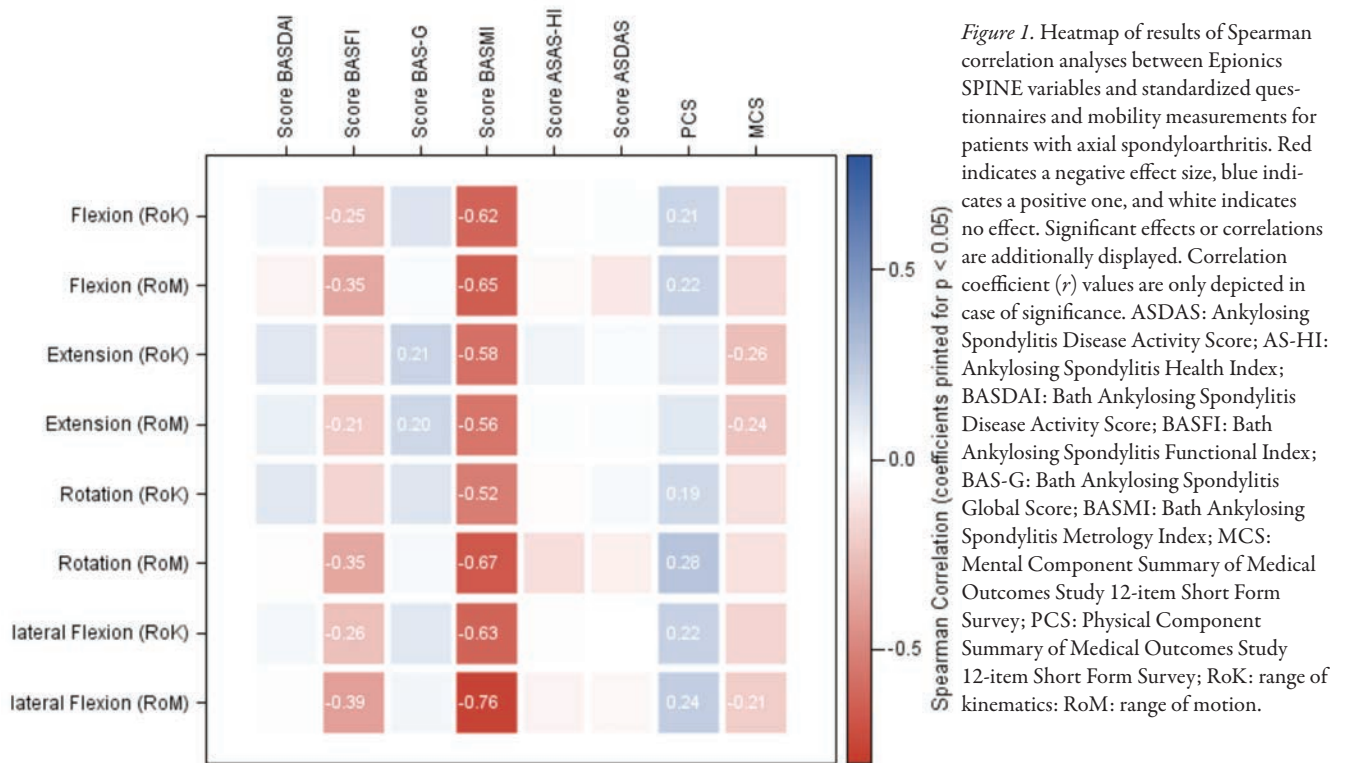 Score BASDAI
Score BASFI
Score BAS-G
Score BASMI
Score ASAS-HI
Score ASDAS
PCS
MCS
Flexion (RoK) -0.25 -0.62 0.21
Flexion (RoM) -0.35 -0.65 0.22
Extension (RoK) 0.21 -0.58 -0.26
Extension (RoM) -0.21 0.20 -0.56 -0.24
Rotation (RoK) -0.52 0.19
Rotation (RoM) -0.35 -0.67 0.28
lateral Flexion (RoK) -0.26 -0.63 0.22
lateral Flexion (RoM) -0.39 -0.76 0.24 -0.21
0.5
0.0
-0.5
Spearman Correlation (coefficients printed for p < 0.05)
Figure 1. Heatmap of results of Spearman
correlation analyses between Epionics
SPINE variables and standardized ques-
tionnaires and mobility measurements for
patients with axial spondyloarthritis. Red
indicates a negative effect size, blue indi-
cates a positive one, and white indicates
no effect. Significant effects or correlations
are additionally displayed. Correlation
coefficient (r) values are only depicted in
case of significance. ASDAS: Ankylosing
Spondylitis Disease Activity Score; AS-HI:
Ankylosing Spondylitis Health Index;
BASDAI: Bath Ankylosing Spondylitis
Disease Activity Score; BASFI: Bath
Ankylosing Spondylitis Functional Index;
BAS-G: Bath Ankylosing Spondylitis
Global Score; BASMI: Bath Ankylosing
Spondylitis Metrology Index; MCS:
Mental Component Summary of Medical
Outcomes Study 12-item Short Form
Survey; PCS: Physical Component
Summary of Medical Outcomes Study
12-item Short Form Survey; RoK: range of
kinematics: RoM: range of motion.